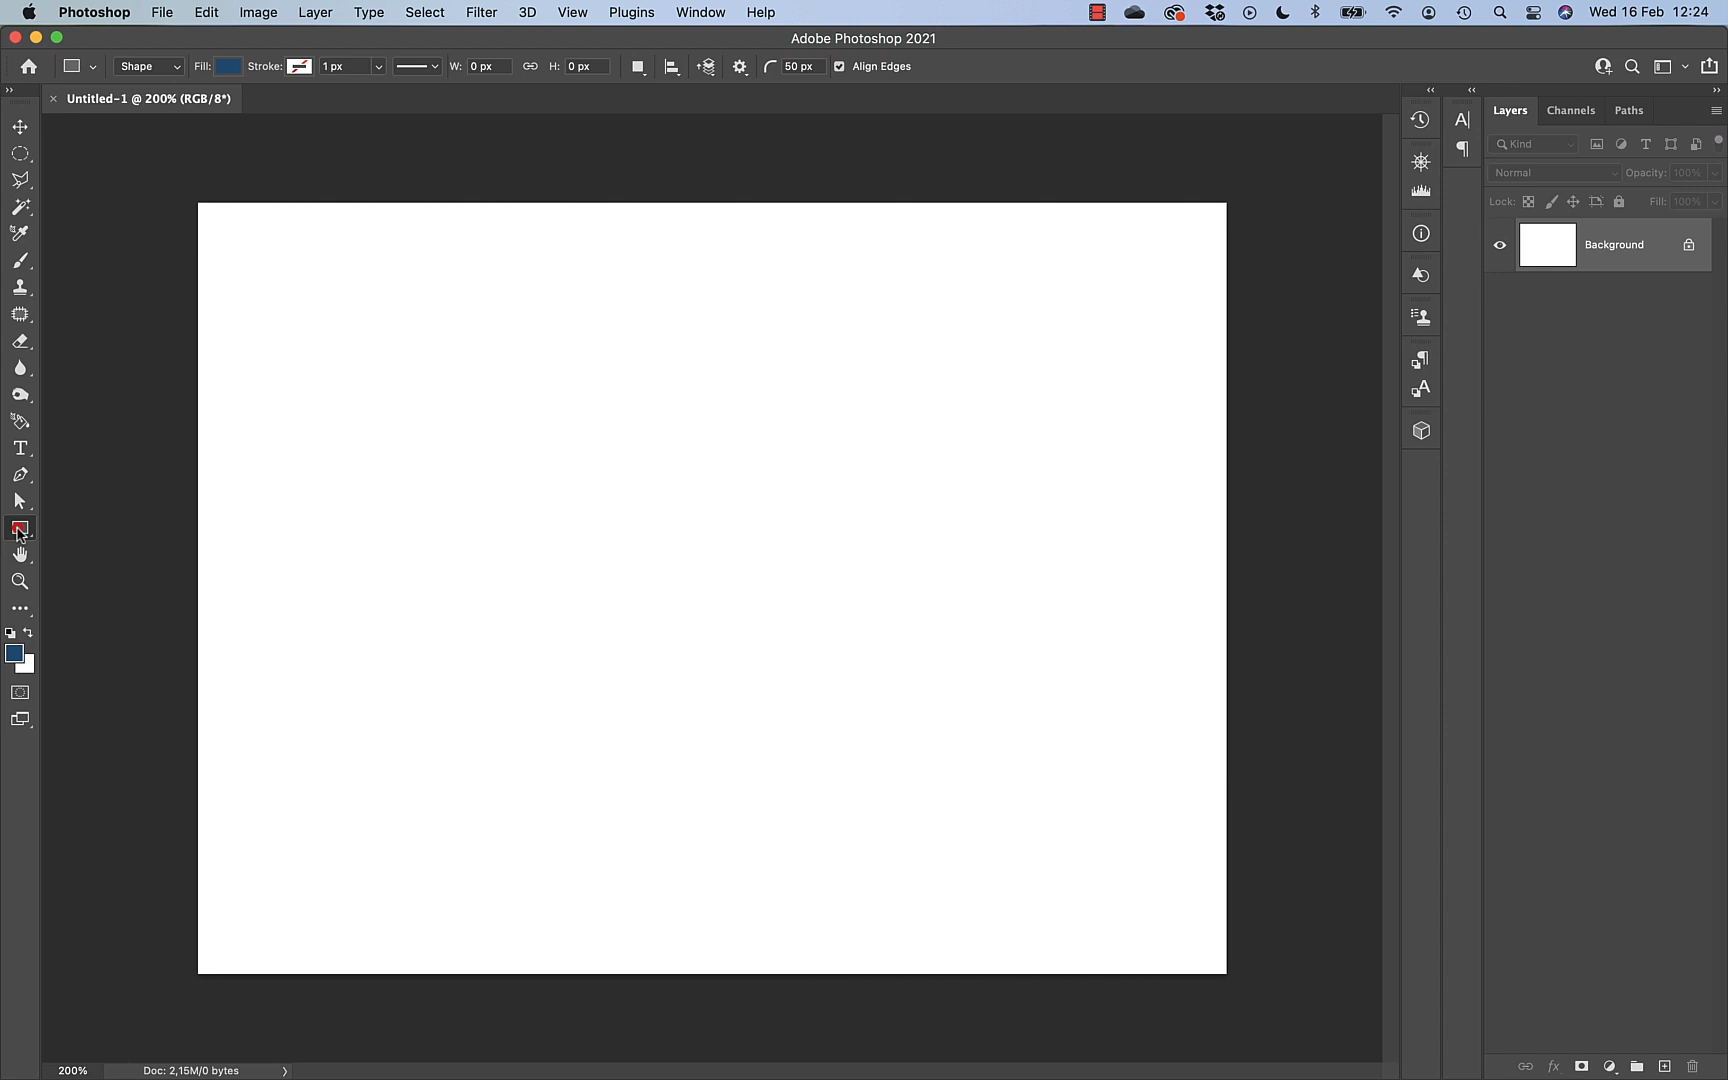 Photoshop File Edit Image Layer Type Select Filter 3D View Plugins Window Help Wed 16 Feb 12:24
Adobe Photoshop 2021
Shape Fill: Stroke: 1 px W: 0 px H: 0 px 50 px Align Edges
Untitled-1 @ 200% (RGB/8*)
Layers Channels Paths
Kind
Normal Opacity: 100%
Lock: Fill: 100%
Background
200% Doc: 2,15M/0 bytes